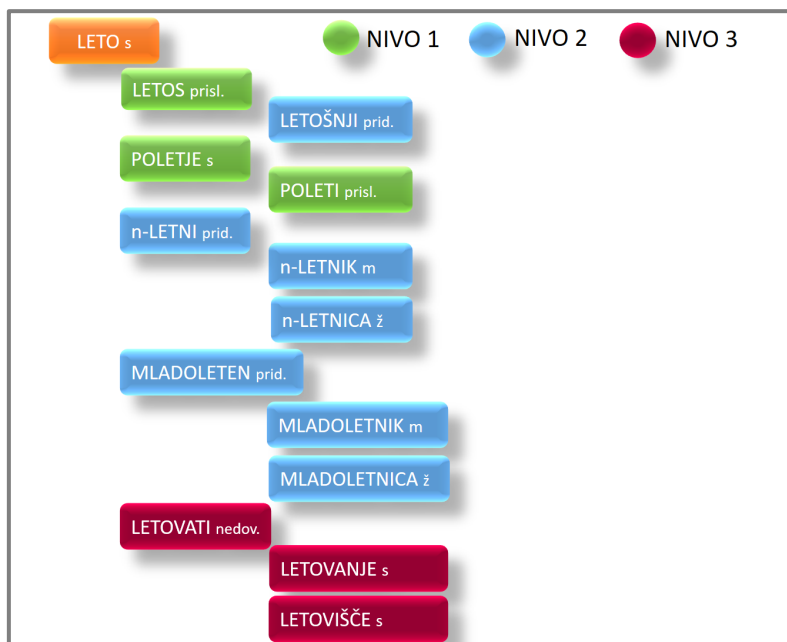 LETO s
NIVO 1
NIVO 2
NIVO 3
LETOS prisl.
LETOŠNJI prid.
POLETJE s
POLETI prisl.
n-LETNI prid.
n-LETNIK m
n-LETNICA ž
MLADOLETEN prid.
MLADOLETNIK m
MLADOLETNICA ž
LETOVATI nedov.
LETOVANJE s
LETOVIŠČE s